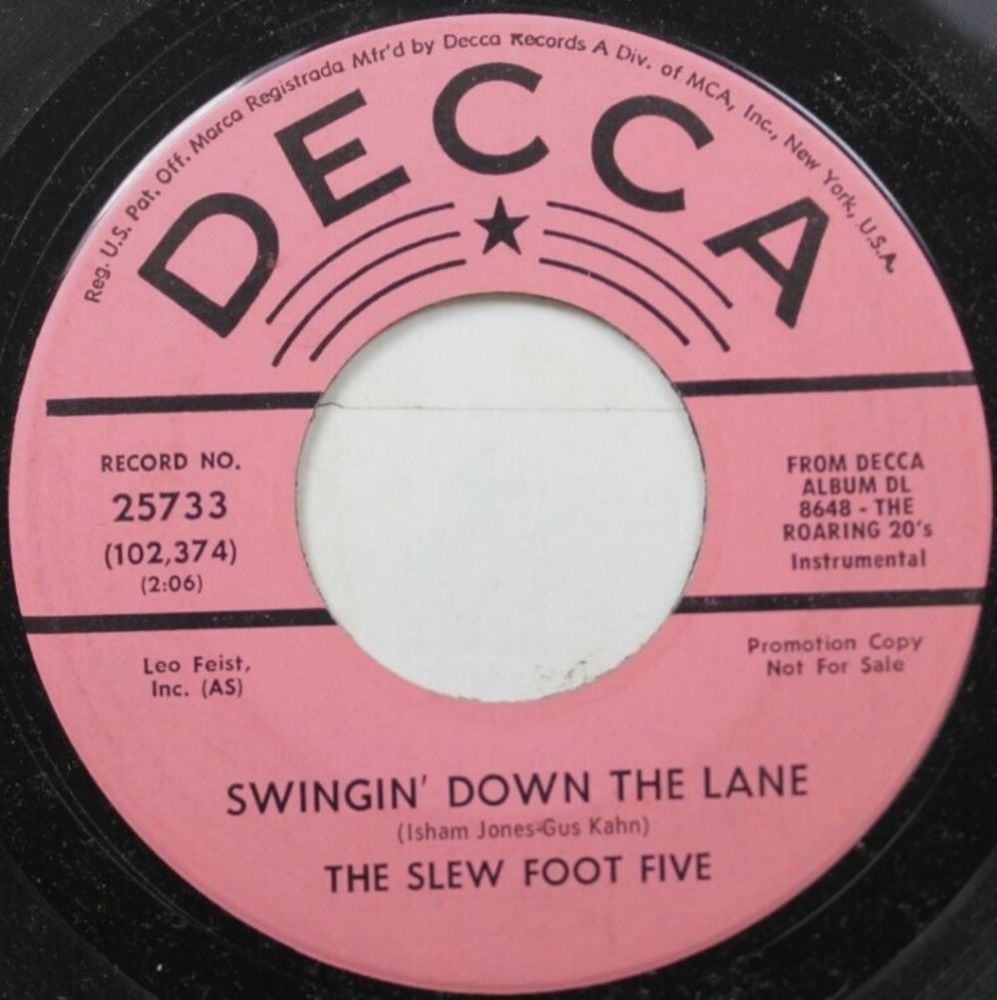 Reg. U.S. Pat. Off. Marca Registrada Mfr'd by Decca Records A Div. of MCA, Inc., New York, U.S.A.
DECCA
RECORD NO.
25733
(102,374)
(2:06)
FROM DECCA
ALBUM DL
8648 - THE
ROARING 20's
Instrumental
Leo Feist,
Inc. (AS)
Promotion Copy
Not For Sale
SWINGIN' DOWN THE LANE
(Isham Jones-Gus Kahn)
THE SLEW FOOT FIVE